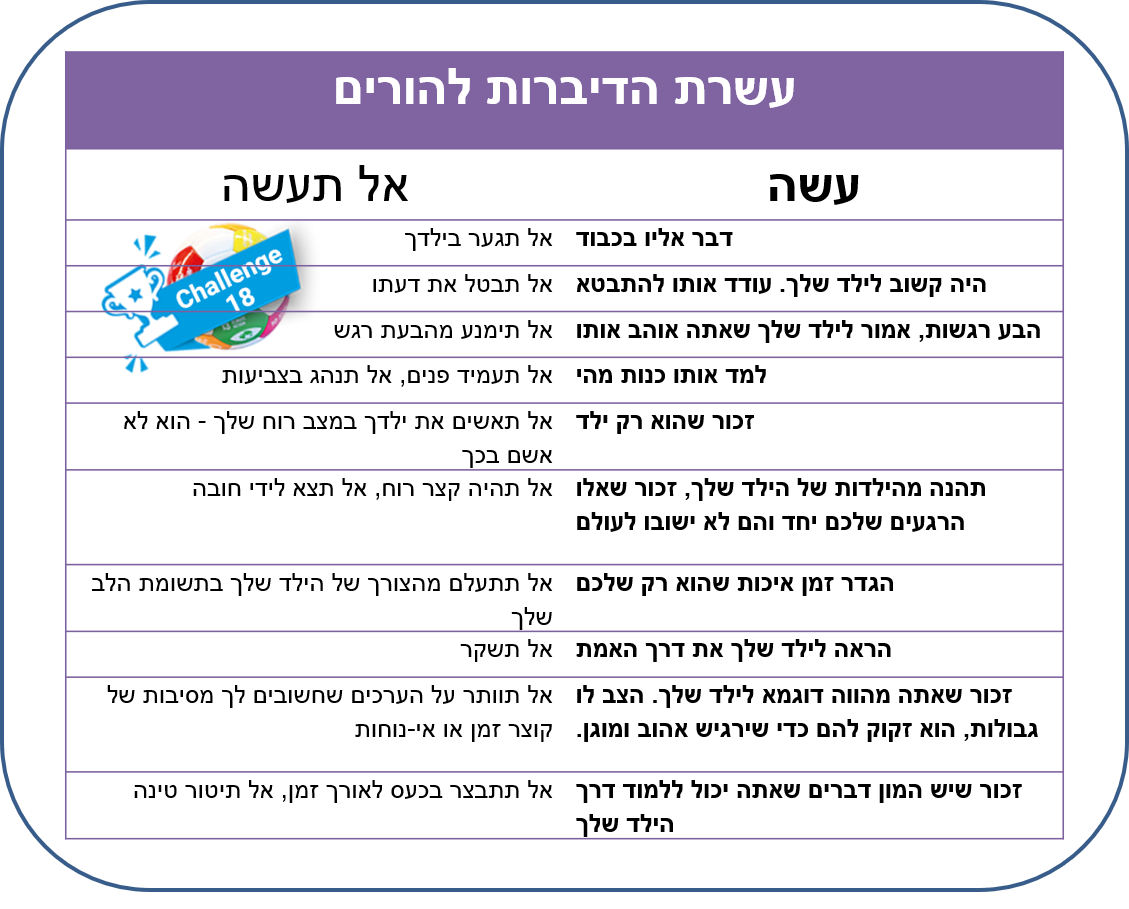 עשרת הדיברות להורים
עשה
אל תעשה
דבר אליו בכבוד
אל תגער בילדך
היה קשוב לילד שלך. עודד אותו להתבטא
אל תבטל את דעתו
הבע רגשות, אמור לילד שלך שאתה אוהב אותו
אל תימנע מהבעת רגש
למד אותו כנות מהי
אל תעמיד פנים, אל תנהג בצביעות
זכור שהוא רק ילד
אל תאשים את ילדך במצב רוח שלך - הוא לא
אשם בכך
תהנה מהילדות של הילד שלך, זכור שאלו
הרגעים שלכם יחד והם לא ישובו לעולם
אל תהיה קצר רוח, אל תצא לידי חובה
הגדר זמן איכות שהוא רק שלכם
אל תתעלם מהצורך של הילד שלך בתשומת הלב
שלך
הראה לילד שלך את דרך האמת
אל תשקר
זכור שאתה מהווה דוגמא לילד שלך. הצב לו
גבולות, הוא זקוק להם כדי שירגיש אהוב ומוגן.
אל תוותר על הערכים שחשובים לך מסיבות של
קוצר זמן או אי-נוחות
זכור שיש המון דברים שאתה יכול ללמוד דרך
הילד שלך
אל תתבצר בכעס לאורך זמן, אל תיטור טינה
Challenge
18